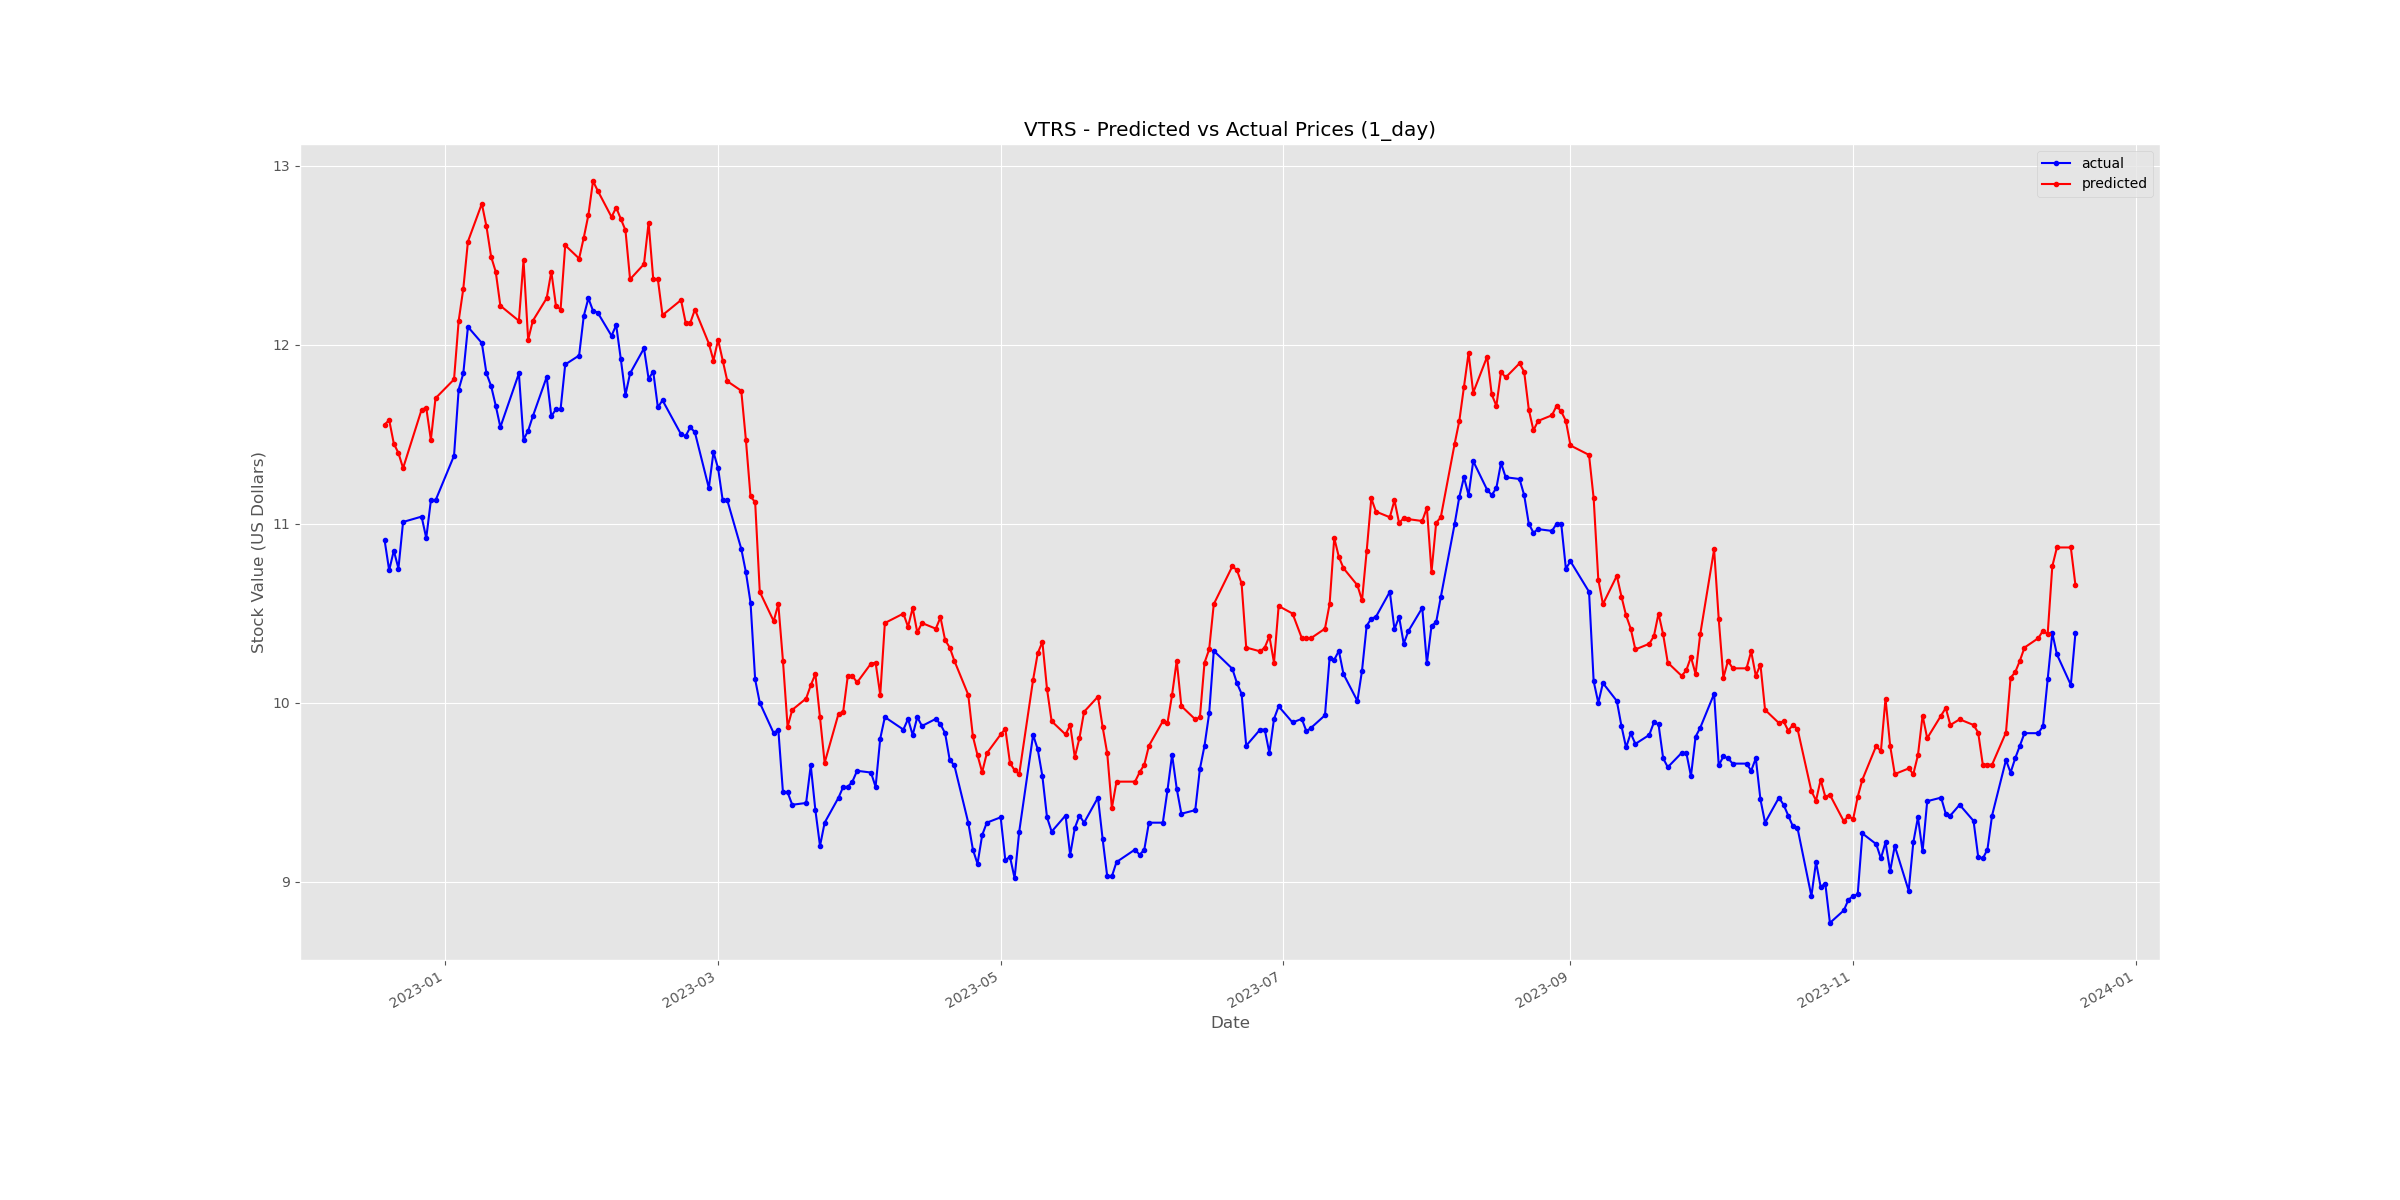 VTRS - Predicted vs Actual Prices (1_day)
actual
predicted
13
12
11
10
9
Stock Value (US Dollars)
2023-01
2023-03
2023-05
2023-07
2023-09
2023-11
2024-01
Date